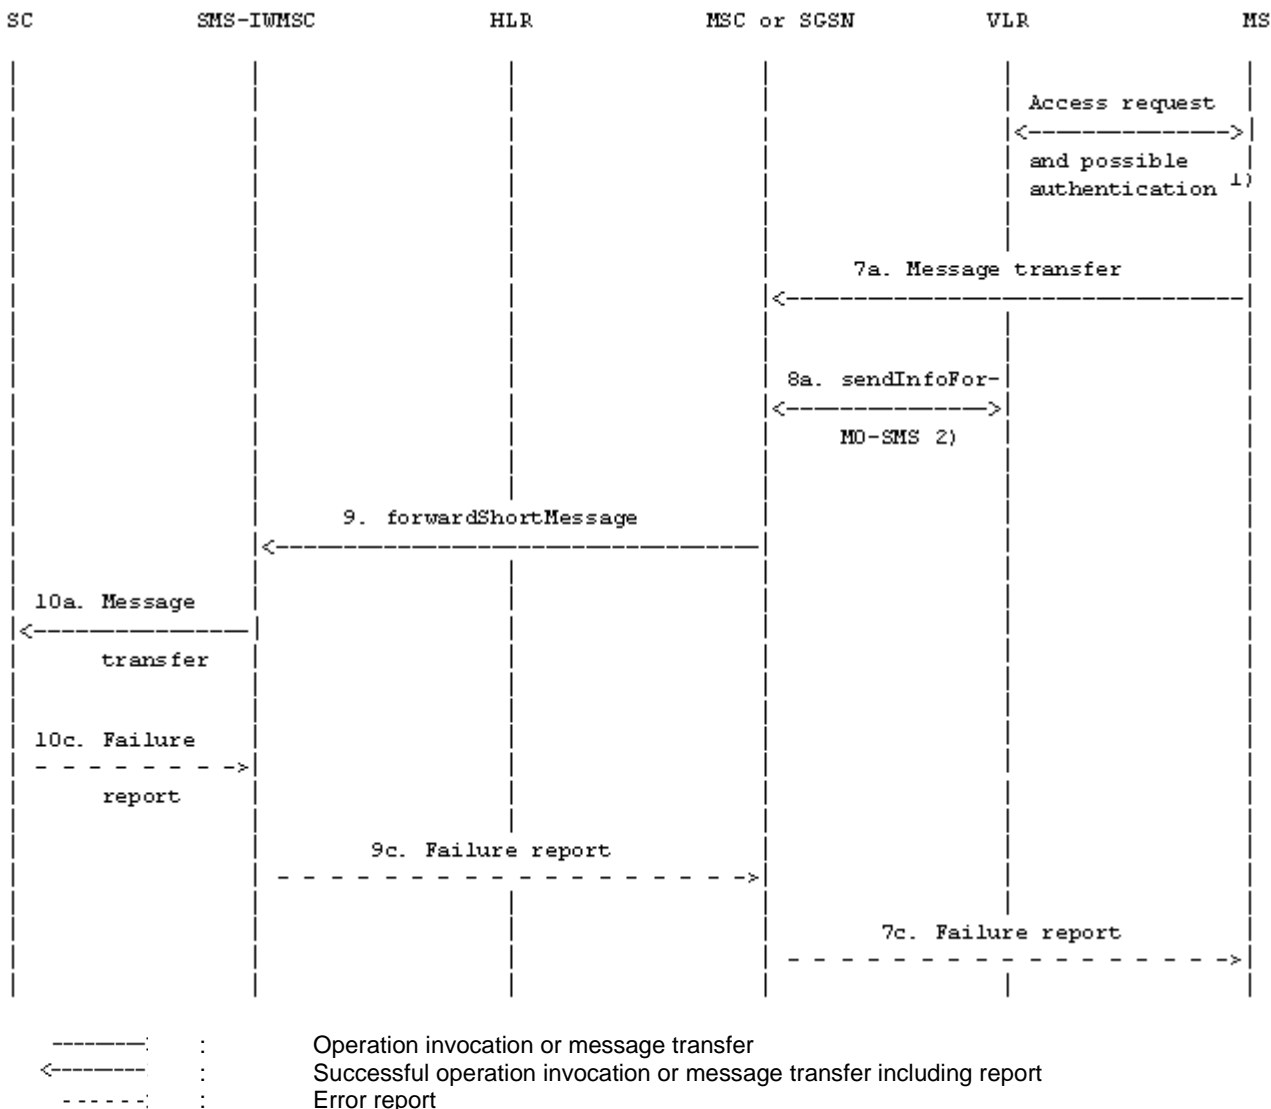 SC SMS-IWMSC HLR MSC or SGSN VLR MS
Access request
and possible
authentication 1)
7a. Message transfer
8a. sendInfoFor-
MO-SMS 2)
9. forwardShortMessage
10a. Message
transfer
10c. Failure
report
9c. Failure report
7c. Failure report
: Operation invocation or message transfer
: Successful operation invocation or message transfer including report
: Error report